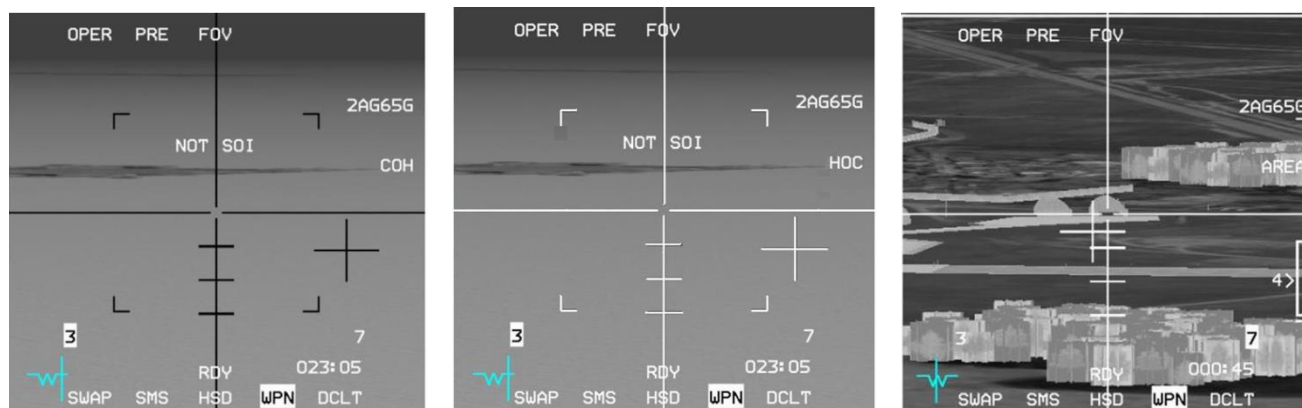 OPER PRE FOV
2AG65G
NOT SOI
COH
3
7
RDY
023:05
SWAP SMS HSD WPN DCLT
OPER PRE FOV
2AG65G
NOT SOI
HOC
3
7
RDY
023:05
SWAP SMS HSD WPN DCLT
OPER PRE FOV
2AG65G
AREA
4>
3
7
RDY
000:45
SWAP SMS HSD WPN DCLT